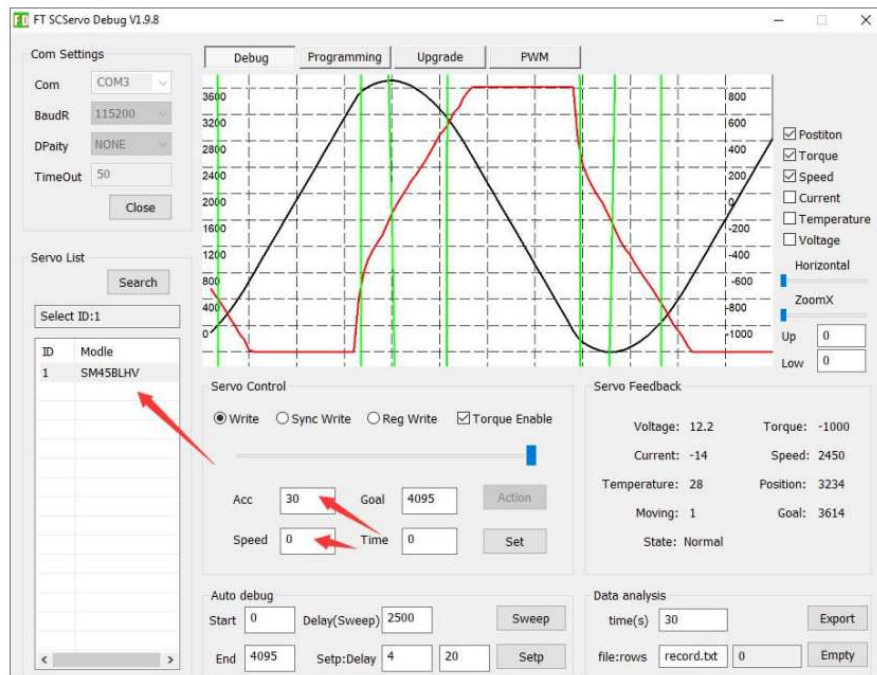 FD FT SCServo Debug V1.9.8
Com Settings
Com COM3
BaudR 115200
DPaity NONE
TimeOut 50
Close
Servo List
Search
Select ID:1
ID Modle
1 SM45BLHV
Debug Programming Upgrade PWM
3600 800
3200 600
2800 400
2400 200
2000 0
1600 -200
1200 -400
800 -600
400 -800
0 -1000
Postiton
Torque
Speed
Current
Temperature
Voltage
Horizontal
ZoomX
Up 0
Low 0
Servo Control
Write Sync Write Reg Write Torque Enable
Acc 30 Goal 4095 Action
Speed 0 Time 0 Set
Servo Feedback
Voltage: 12.2 Torque: -1000
Current: -14 Speed: 2450
Temperature: 28 Position: 3234
Moving: 1 Goal: 3614
State: Normal
Auto debug
Start 0 Delay(Sweep) 2500 Sweep
End 4095 Setp:Delay 4 20 Setp
Data analysis
time(s) 30 Export
file:rows record.txt 0 Empty